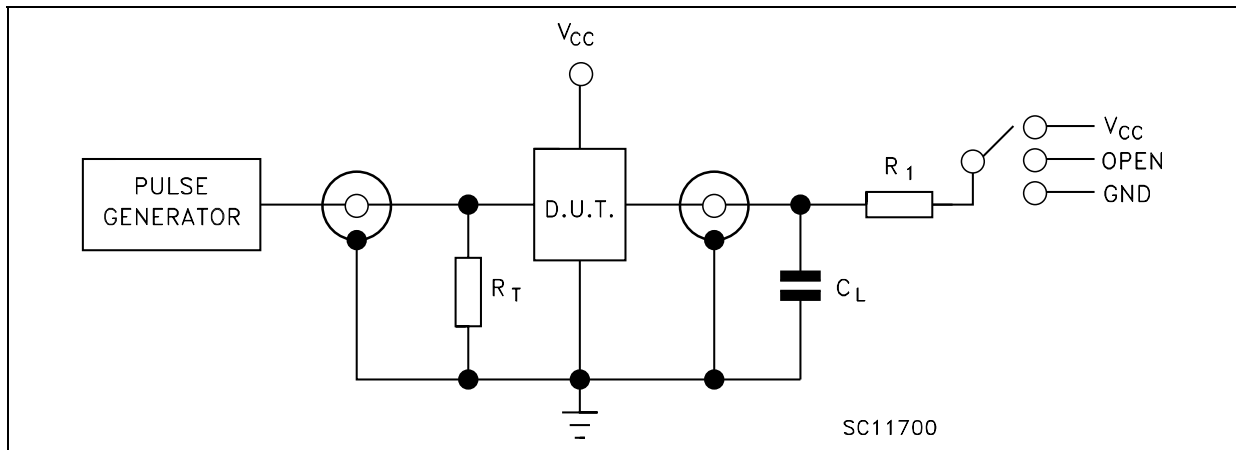 VCC
PULSE
GENERATOR
RT
D.U.T.
CL
R1
VCC
OPEN
GND
SC11700